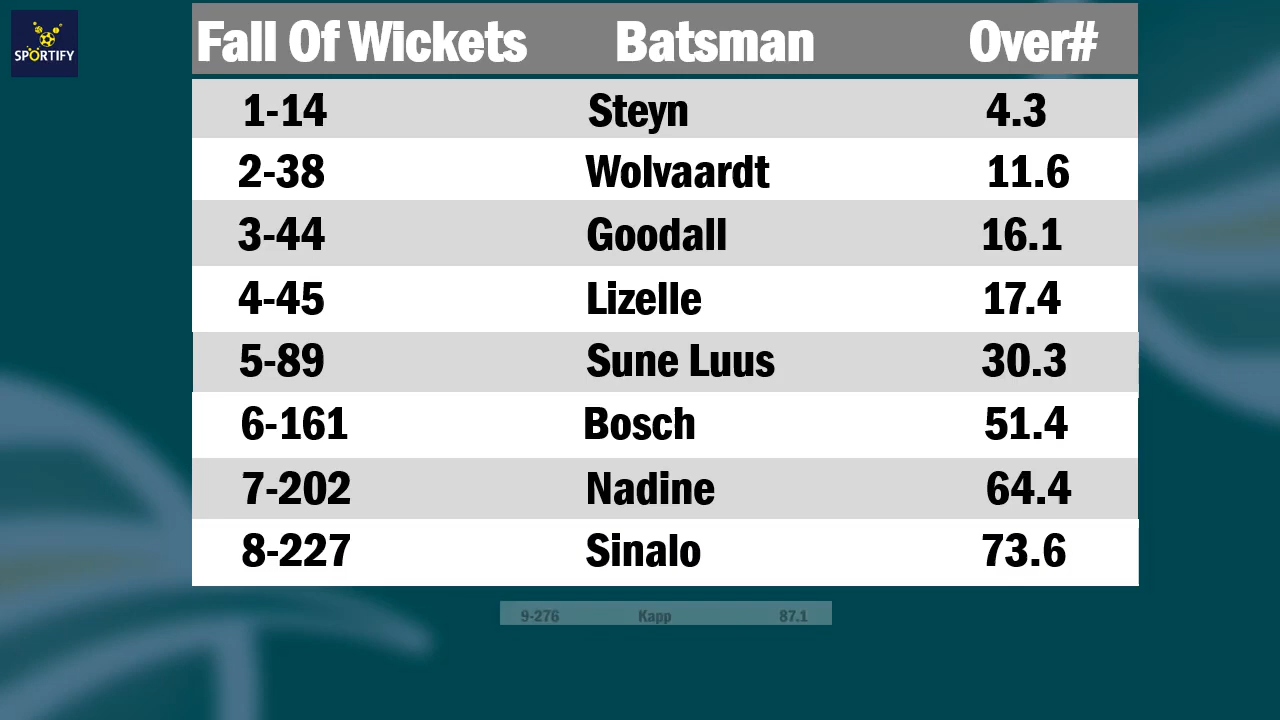 SPORTIFY
Fall Of Wickets Batsman Over#
1-14 Steyn 4.3
2-38 Wolvaardt 11.6
3-44 Goodall 16.1
4-45 Lizelle 17.4
5-89 Sune Luus 30.3
6-161 Bosch 51.4
7-202 Nadine 64.4
8-227 Sinalo 73.6
9-276 Kapp 87.1